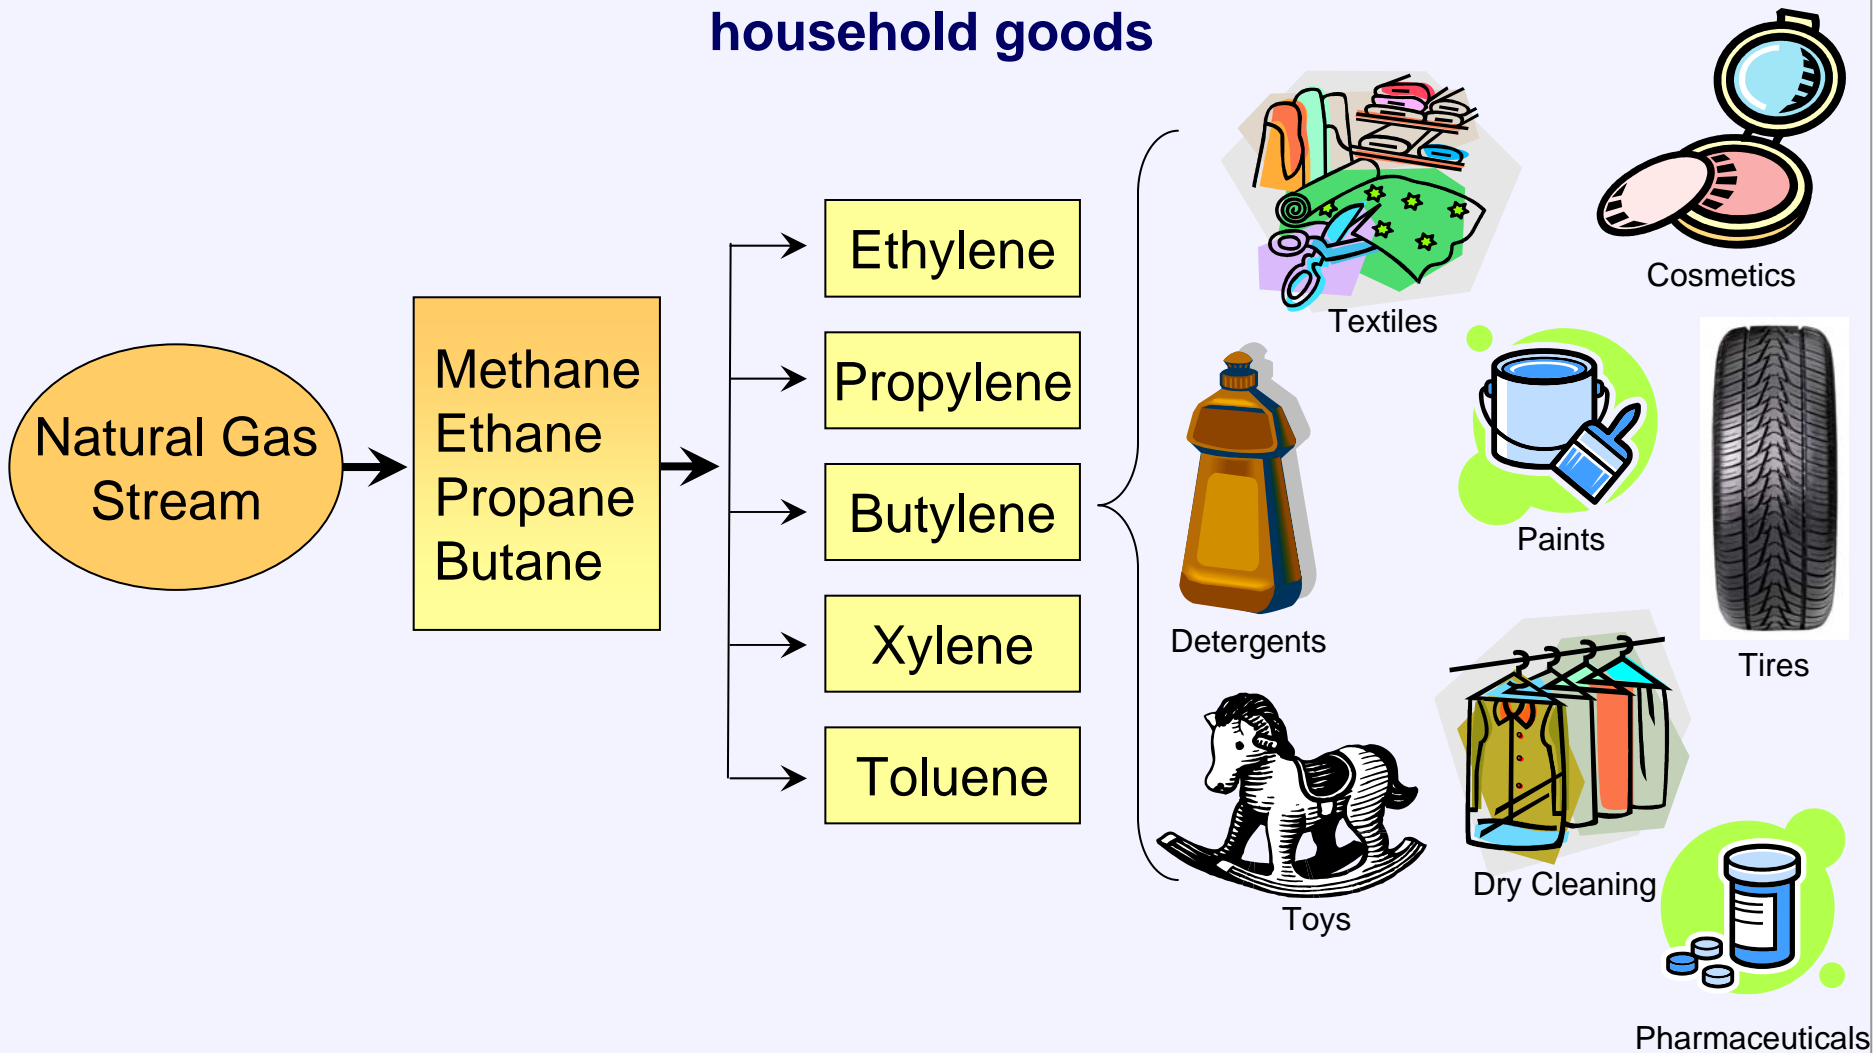 household goods
Natural Gas
Stream
Methane
Ethane
Propane
Butane
Ethylene
Propylene
Butylene
Xylene
Toluene
Textiles
Cosmetics
Detergents
Paints
Tires
Toys
Dry Cleaning
Pharmaceuticals